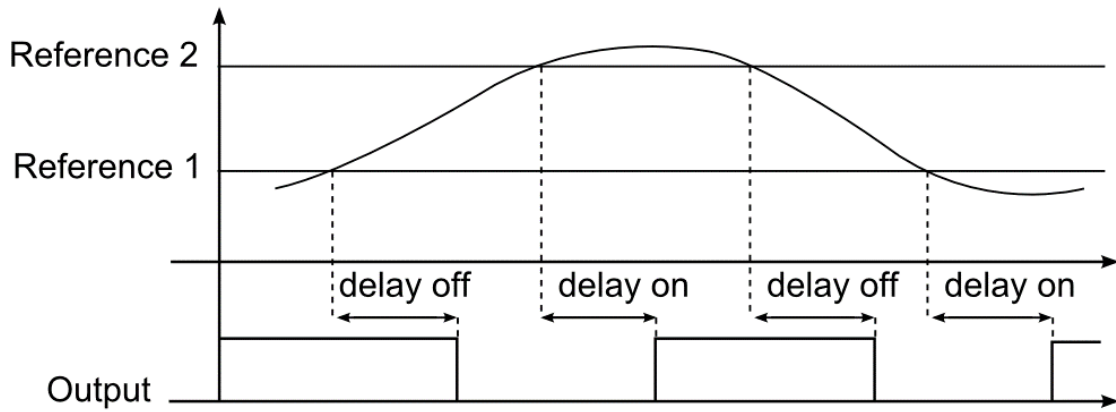 Reference 2
Reference 1
delay off
delay on
delay off
delay on
Output